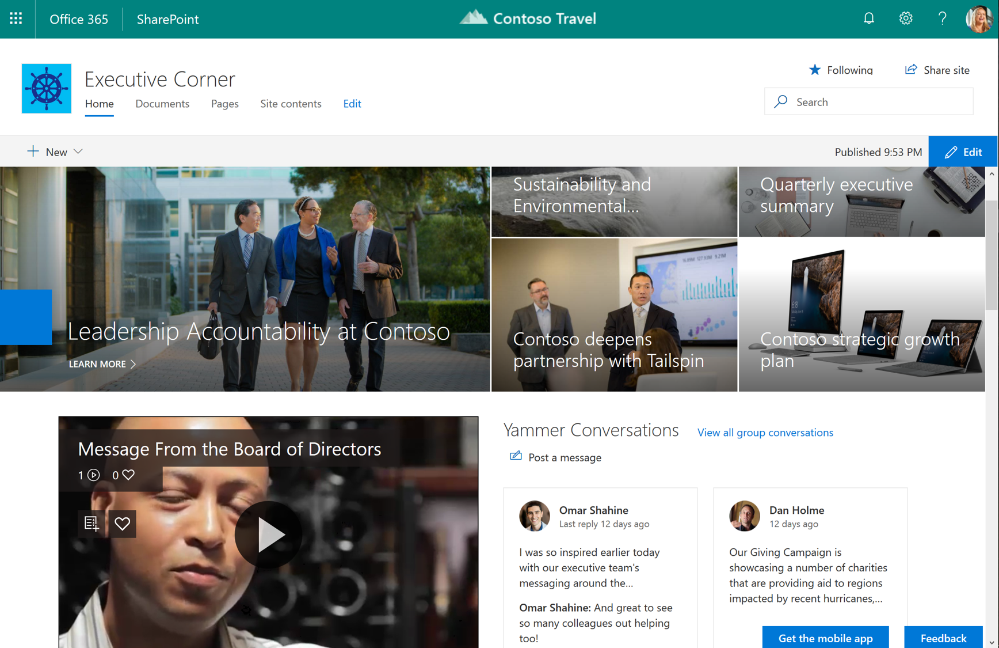 Office 365
SharePoint
Contoso Travel
Executive Corner
Following
Share site
Home
Documents
Pages
Site contents
Edit
Search
New
Published 9:53 PM
Edit
Leadership Accountability at Contoso
LEARN MORE
Sustainability and
Environmental...
Quarterly executive
summary
16.89M 127.93M 9.21M
Contoso deepens
partnership with Tailspin
Contoso strategic growth
plan
Message From the Board of Directors
1
0
Yammer Conversations
View all group conversations
Post a message
Omar Shahine
Last reply 12 days ago
I was so inspired earlier today
with our executive team's
messaging around the...
Omar Shahine: And great to see
so many colleagues out helping
too!
Dan Holme
12 days ago
Our Giving Campaign is
showcasing a number of charities
that are providing aid to regions
impacted by recent hurricanes,...
Get the mobile app
Feedback